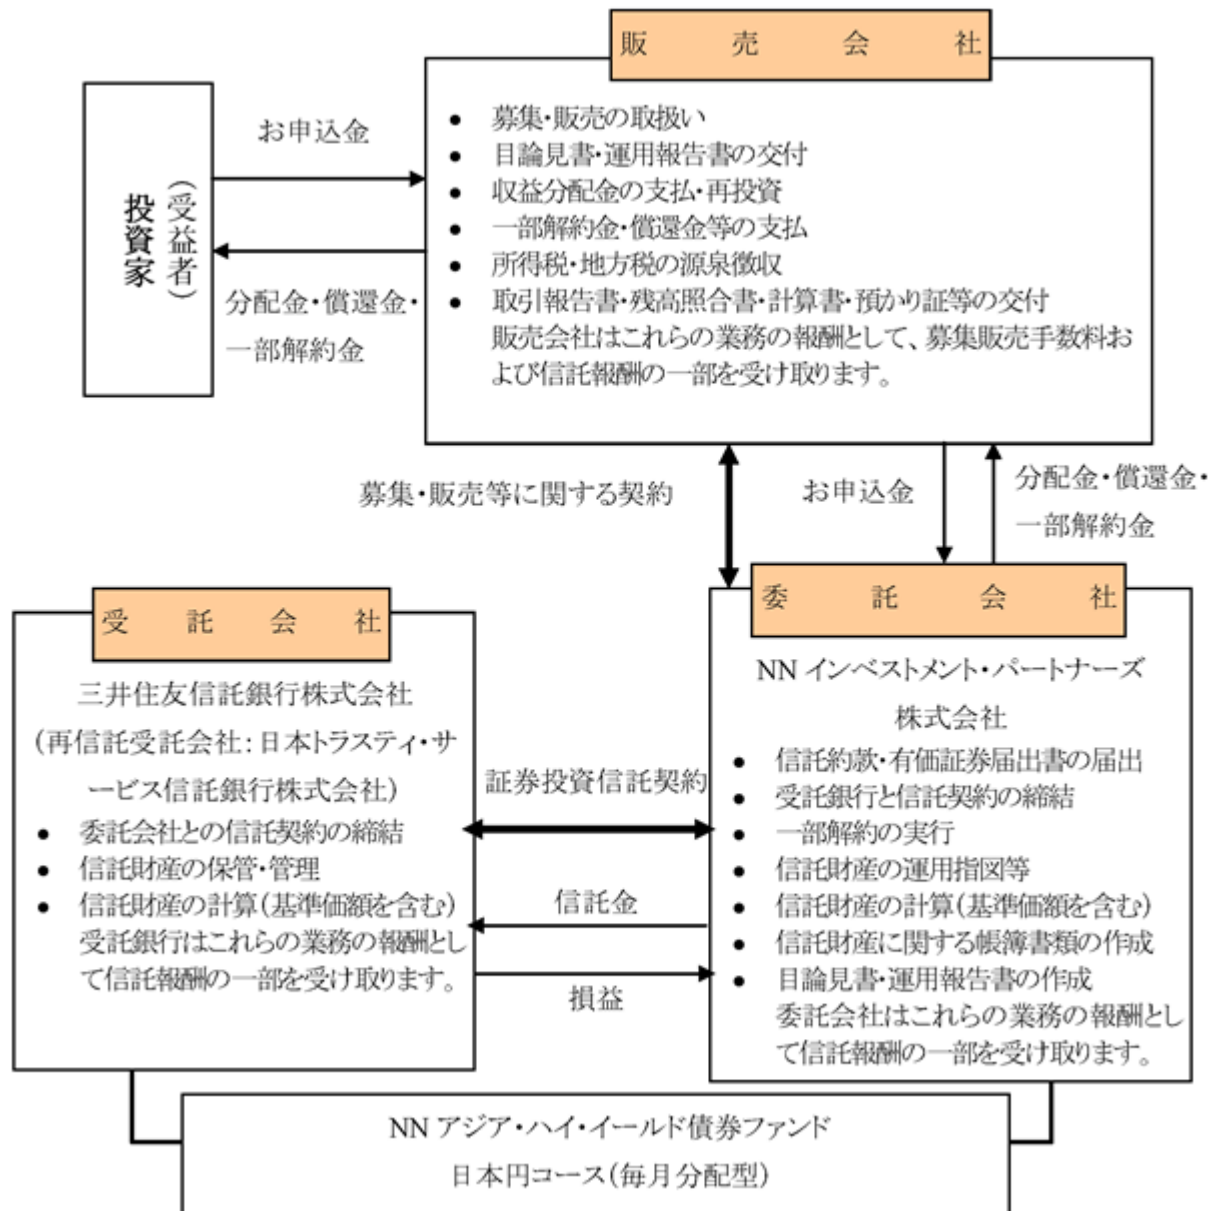 販売会社
お申込金
投資家
(受益者)
分配金・償還金・
一部解約金
● 募集・販売の取扱い
● 目論見書・運用報告書の交付
● 収益分配金の支払・再投資
● 一部解約金・償還金等の支払
● 所得税・地方税の源泉徴収
● 取引報告書・残高照合書・計算書・預かり証等の交付
販売会社はこれらの業務の報酬として、募集販売手数料お
よび信託報酬の一部を受け取ります。
募集・販売等に関する契約
お申込金
分配金・償還金・
一部解約金
受託会社
三井住友信託銀行株式会社
(再信託受託会社:日本トラスティ・サ
ービス信託銀行株式会社)
● 委託会社との信託契約の締結
● 信託財産の保管・管理
● 信託財産の計算(基準価額を含む)
受託銀行はこれらの業務の報酬とし
て信託報酬の一部を受け取ります。
証券投資信託契約
信託金
損益
委託会社
NN インベストメント・パートナーズ
株式会社
● 信託約款・有価証券届出書の届出
● 受託銀行と信託契約の締結
● 一部解約の実行
● 信託財産の運用指図等
● 信託財産の計算(基準価額を含む)
● 信託財産に関する帳簿書類の作成
● 目論見書・運用報告書の作成
委託会社はこれらの業務の報酬とし
て信託報酬の一部を受け取ります。
NN アジア・ハイ・イールド債券ファンド
日本円コース(毎月分配型)